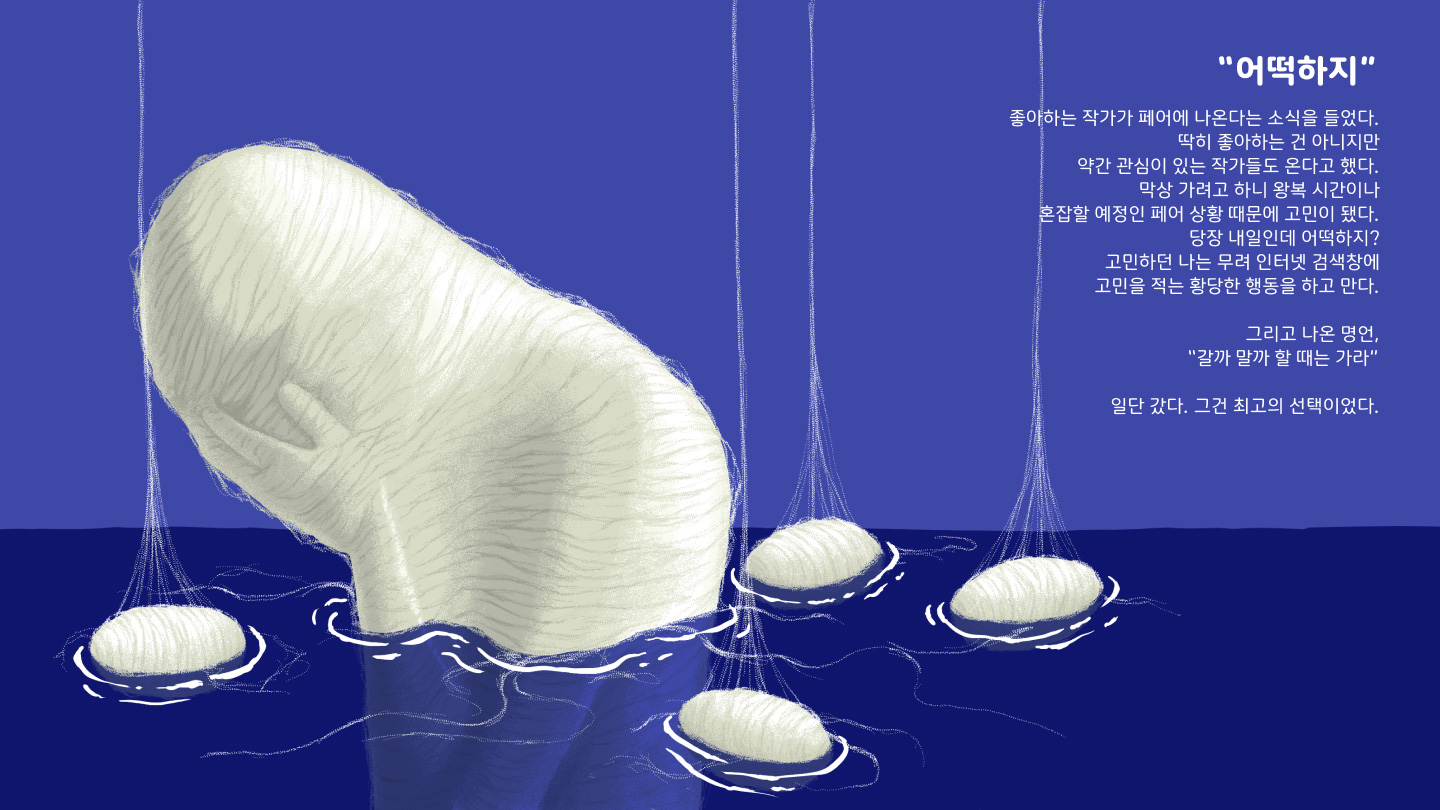 “어떡하지”
좋아하는 작가가 페어에 나온다는 소식을 들었다.
딱히 좋아하는 건 아니지만
약간 관심이 있는 작가들도 온다고 했다.
막상 가려고 하니 왕복 시간이나
혼잡할 예정인 페어 상황 때문에 고민이 됐다.
당장 내일인데 어떡하지?
고민하던 나는 무려 인터넷 검색창에
고민을 적는 황당한 행동을 하고 만다.
그리고 나온 명언,
“갈까 말까 할 때는 가라”
일단 갔다. 그건 최고의 선택이었다.